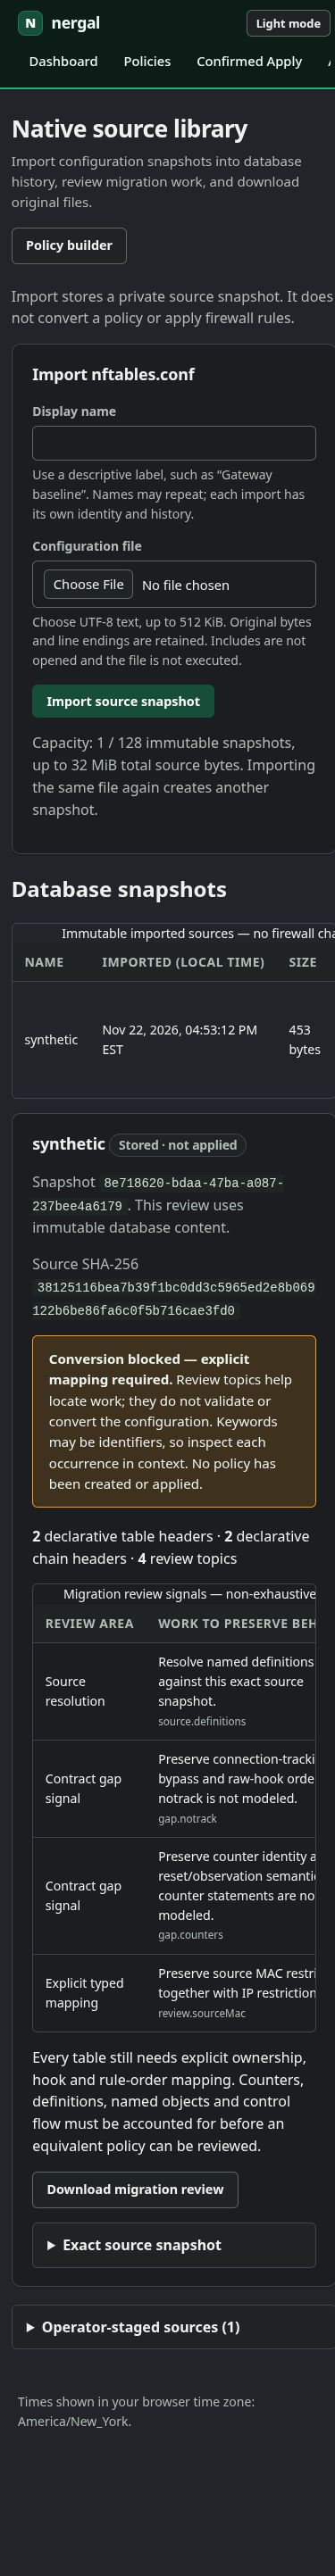 N nergal Light mode
Dashboard Policies Confirmed Apply
Native source library
Import configuration snapshots into database
history, review migration work, and download
original files.
Policy builder
Import stores a private source snapshot. It does
not convert a policy or apply firewall rules.
Import nftables.conf
Display name
Use a descriptive label, such as “Gateway
baseline”. Names may repeat; each import has
its own identity and history.
Configuration file
Choose File No file chosen
Choose UTF-8 text, up to 512 KiB. Original bytes
and line endings are retained. Includes are not
opened and the file is not executed.
Import source snapshot
Capacity: 1 / 128 immutable snapshots,
up to 32 MiB total source bytes. Importing
the same file again creates another
snapshot.
Database snapshots
Immutable imported sources — no firewall cha
NAME IMPORTED (LOCAL TIME) SIZE
synthetic
Nov 22, 2026, 04:53:12 PM
EST
453
bytes
synthetic Stored · not applied
Snapshot 8e718620-bdaa-47ba-a087-
237bee4a6179 . This review uses
immutable database content.
Source SHA-256
38125116bea7b39f1bc0dd3c5965ed2e8b069
122b6be86fa6c0f5b716cae3fd0
Conversion blocked — explicit
mapping required. Review topics help
locate work; they do not validate or
convert the configuration. Keywords
may be identifiers, so inspect each
occurrence in context. No policy has
been created or applied.
2 declarative table headers · 2 declarative
chain headers · 4 review topics
Migration review signals — non-exhaustive
REVIEW AREA WORK TO PRESERVE BEH
Source
resolution
Resolve named definitions
against this exact source
snapshot.
source.definitions
Contract gap
signal
Preserve connection-tracki
bypass and raw-hook orde
notrack is not modeled.
gap.notrack
Contract gap
signal
Preserve counter identity a
reset/observation semanti
counter statements are no
modeled.
gap.counters
Explicit typed
mapping
Preserve source MAC restri
together with IP restriction
review.sourceMac
Every table still needs explicit ownership,
hook and rule-order mapping. Counters,
definitions, named objects and control
flow must be accounted for before an
equivalent policy can be reviewed.
Download migration review
▶ Exact source snapshot
▶ Operator-staged sources (1)
Times shown in your browser time zone:
America/New_York.